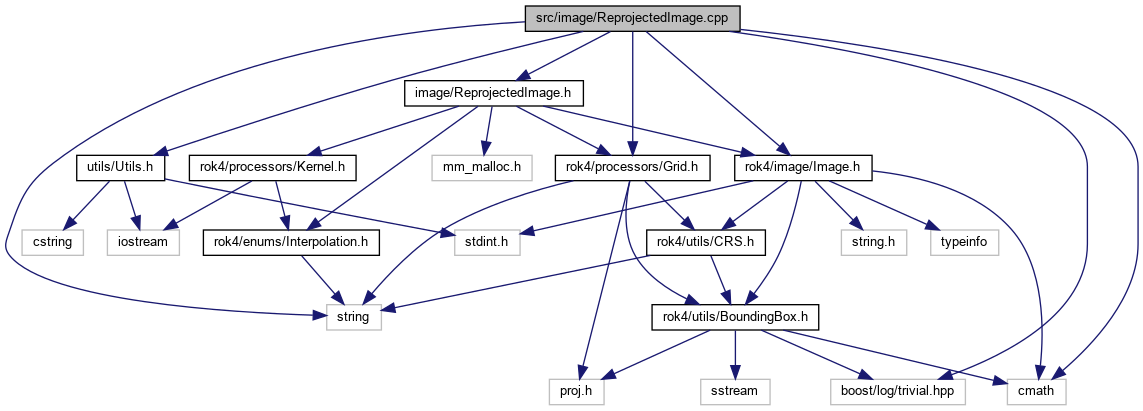 src/image/ReprojectedImage.cpp
image/ReprojectedImage.h
utils/Utils.h
rok4/processors/Kernel.h
mm_malloc.h
rok4/processors/Grid.h
rok4/image/Image.h
cstring
iostream
rok4/enums/Interpolation.h
stdint.h
rok4/utils/CRS.h
string.h
typeinfo
string
rok4/utils/BoundingBox.h
proj.h
sstream
boost/log/trivial.hpp
cmath